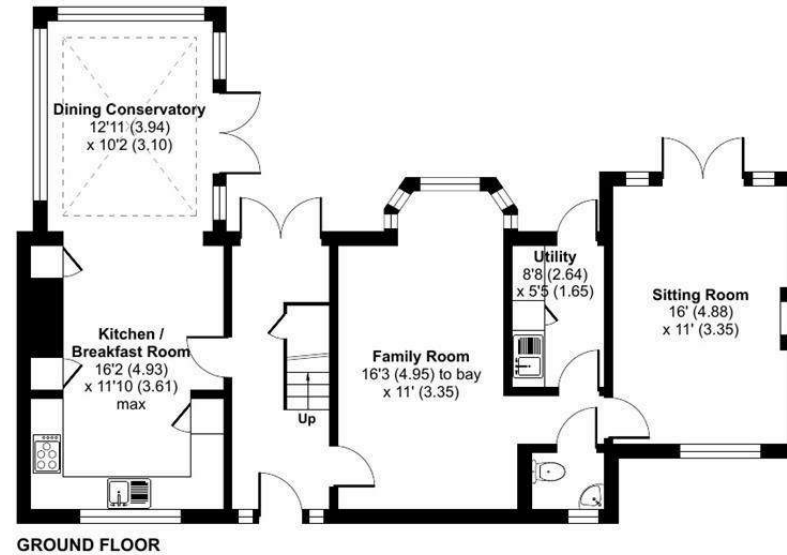 Dining Conservatory
12'11 (3.94)
x 10'2 (3.10)
Kitchen /
Breakfast Room
16'2 (4.93)
x 11'10 (3.61)
max
Up
Family Room
16'3 (4.95) to bay
x 11' (3.35)
Utility
8'8 (2.64)
x 5'5 (1.65)
Sitting Room
16' (4.88)
x 11' (3.35)
GROUND FLOOR